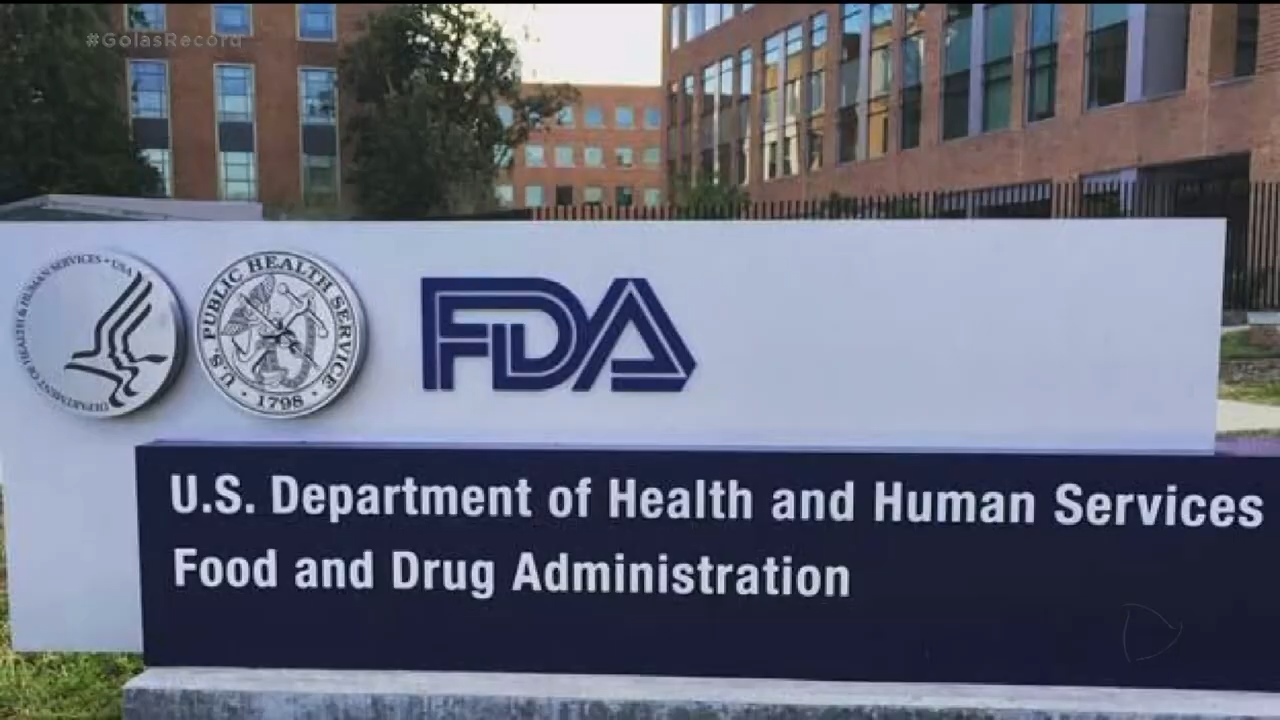 #GoiásRecord
DEPARTMENT OF HEALTH & HUMAN SERVICES • USA
U.S. PUBLIC HEALTH SERVICE
• 1798 •
FDA
U.S. Department of Health and Human Services
Food and Drug Administration